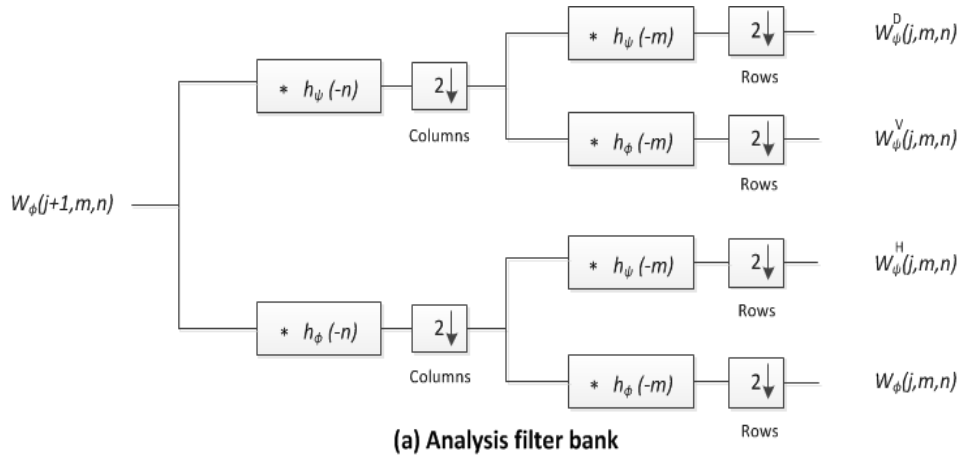 * hψ (-m)
2↓
Wψ^D(j,m,n)
Rows
* hψ (-n)
2↓
Columns
* hϕ (-m)
2↓
Wψ^V(j,m,n)
Rows
Wϕ(j+1,m,n)
* hψ (-m)
2↓
Wψ^H(j,m,n)
Rows
* hϕ (-n)
2↓
Columns
* hϕ (-m)
2↓
Wϕ(j,m,n)
Rows
(a) Analysis filter bank